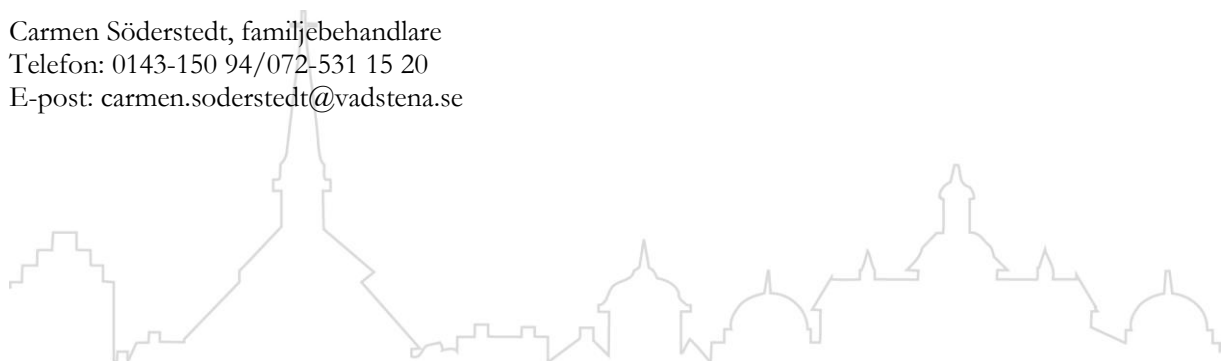 Carmen Söderstedt, familjebehandlare
Telefon: 0143-150 94/072-531 15 20
E-post: carmen.soderstedt@vadstena.se